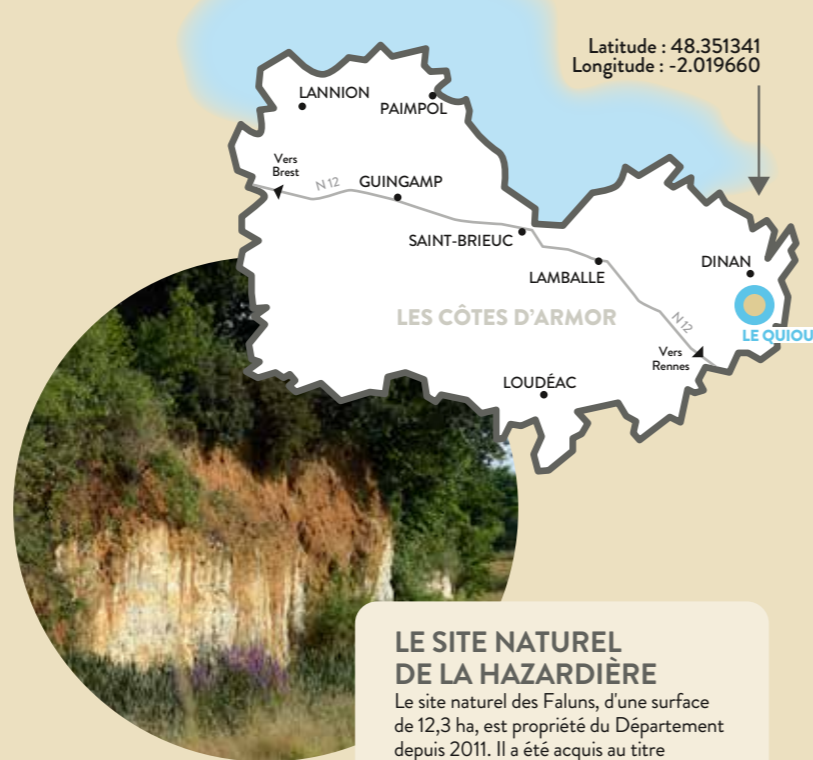 Latitude : 48.351341
Longitude : -2.019660
LANNION
PAIMPOL
Vers
Brest
N 12
GUINGAMP
SAINT-BRIEUC
LAMBALLE
DINAN
LES CÔTES D'ARMOR
N 12
LE QUIOU
Vers
Rennes
LOUDÉAC
LE SITE NATUREL
DE LA HAZARDIÈRE
Le site naturel des Faluns, d'une surface
de 12,3 ha, est propriété du Département
depuis 2011. Il a été acquis au titre